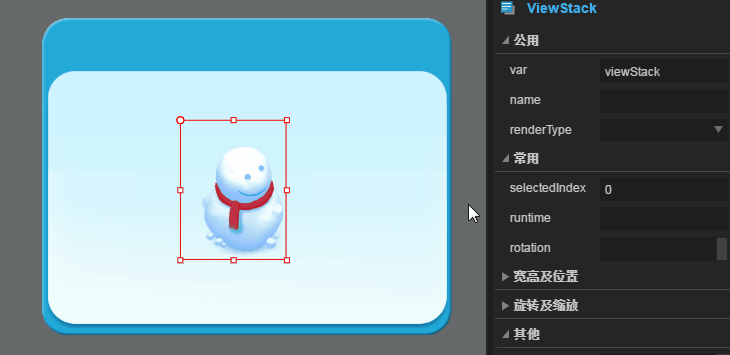 ViewStack
公用
var viewStack
name
renderType
常用
selectedIndex 0
runtime
rotation
宽高及位置
旋转及缩放
其他